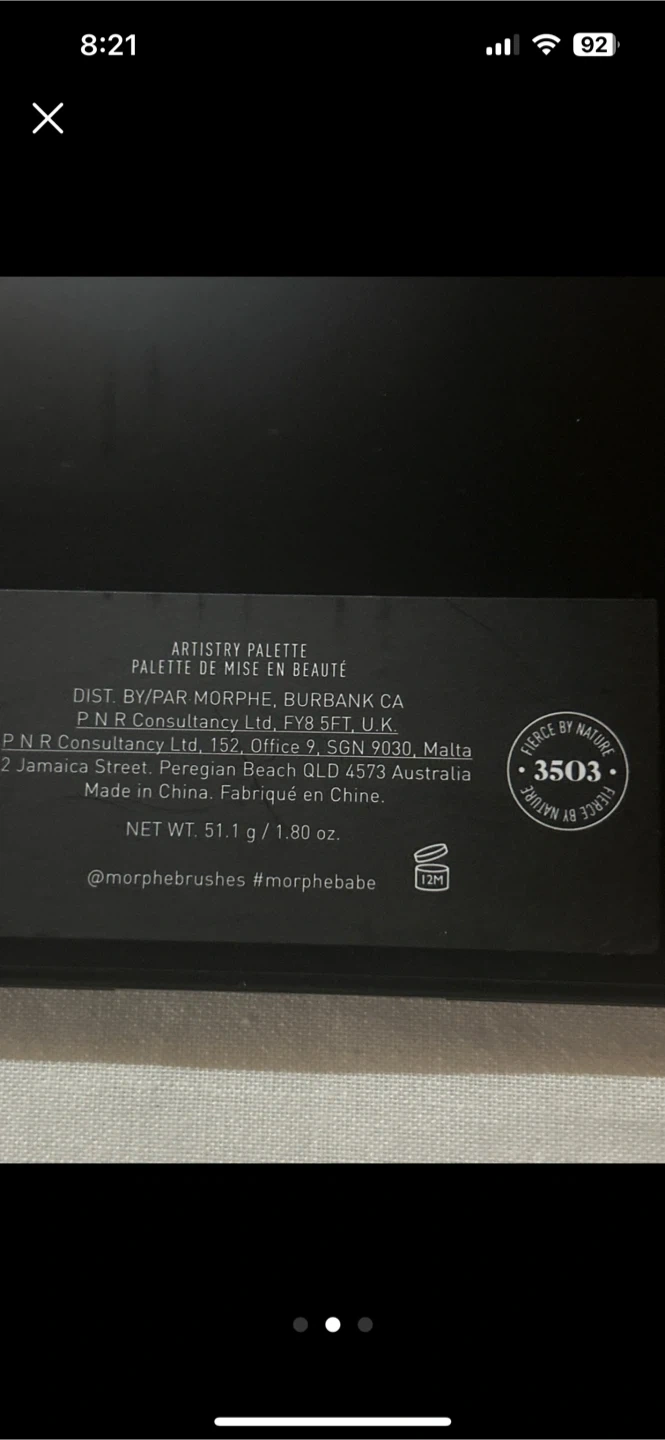 8:21
92
ARTISTRY PALETTE
PALETTE DE MISE EN BEAUTÉ
DIST. BY/PAR MORPHE, BURBANK CA
P N R Consultancy Ltd, FY8 5FT, U.K.
P N R Consultancy Ltd, 152, Office 9, SGN 9030, Malta
2 Jamaica Street. Peregian Beach QLD 4573 Australia
Made in China. Fabriqué en Chine.
NET WT. 51.1 g / 1.80 oz.
@morphebrushes #morphebabe
12M
FIERCE BY NATURE
• 35O3 •
FIERCE BY NATURE